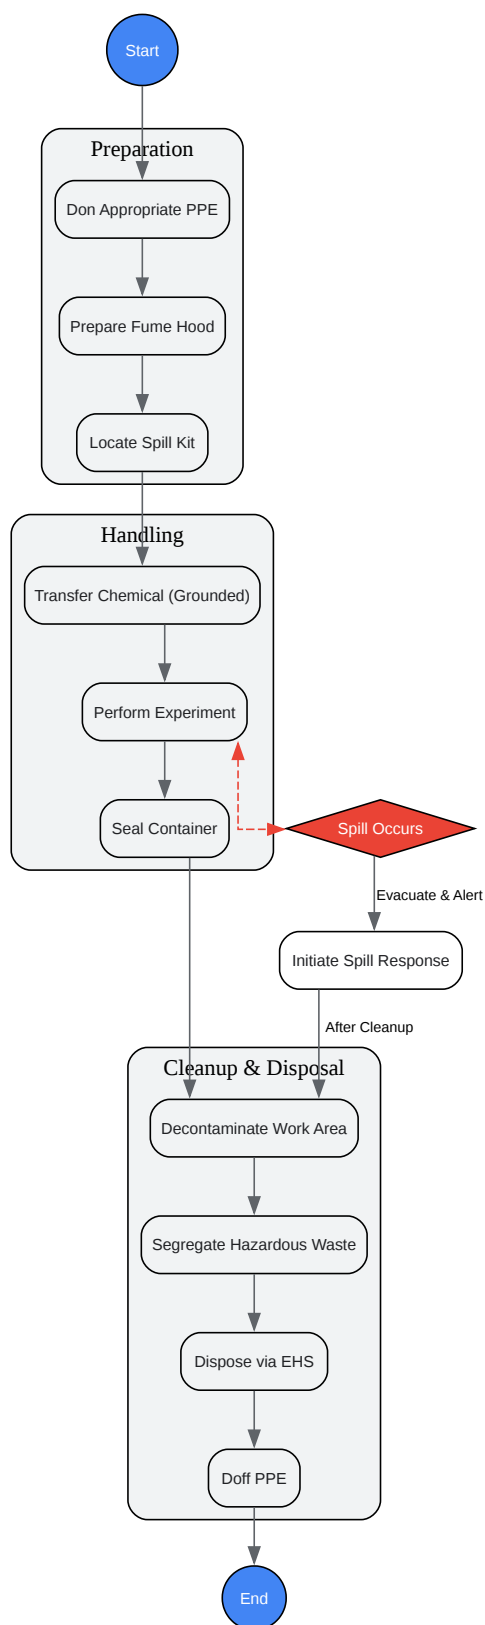 Start
Preparation
Don Appropriate PPE
Prepare Fume Hood
Locate Spill Kit
Handling
Transfer Chemical (Grounded)
Perform Experiment
Seal Container
Spill Occurs
Evacuate & Alert
Initiate Spill Response
After Cleanup
Cleanup & Disposal
Decontaminate Work Area
Segregate Hazardous Waste
Dispose via EHS
Doff PPE
End